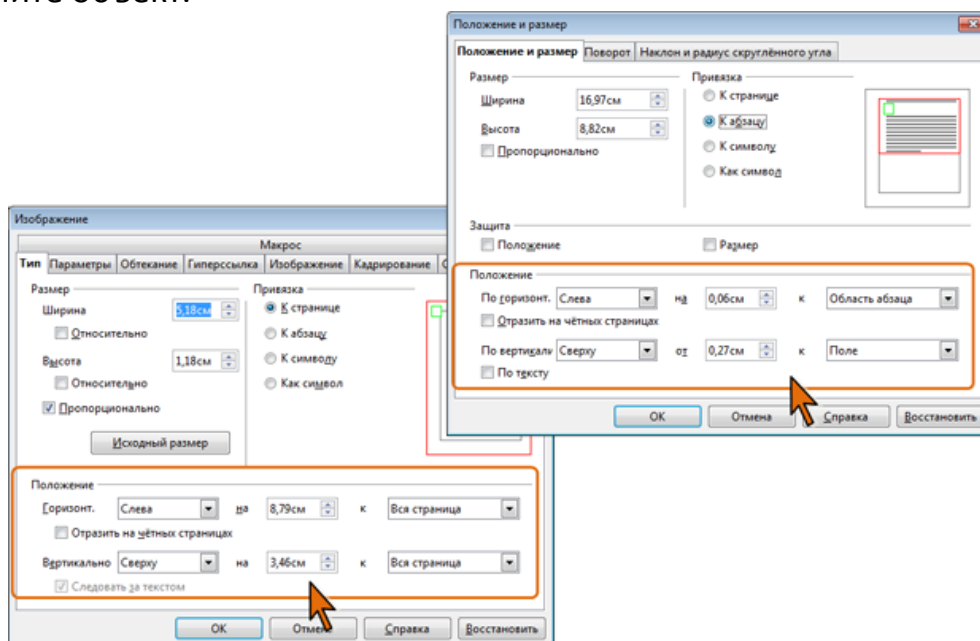 Положение и размер
Положение и размер Поворот Наклон и радиус скруглённого угла
Размер Привязка
Ширина 16,97см К странице
Высота 8,82см К абзацу
Пропорционально К символу
Как символ
Защита
Положение Размер
Положение
По горизонт. Слева на 0,06см к Область абзаца
Отразить на чётных страницах
По вертикали Сверху от 0,27см к Поле
По тексту
ОК Отмена Справка Восстановить
Изображение
Макрос
Тип Параметры Обтекание Гиперссылка Изображение Кадрирование
Размер Привязка
Ширина 5,18см К странице
Относительно К абзацу
Высота 1,18см К символу
Относительно Как символ
Пропорционально
Исходный размер
Положение
Горизонт. Слева на 8,79см к Вся страница
Отразить на чётных страницах
Вертикально Сверху на 3,46см к Вся страница
Следовать за текстом
ОК Отмена Справка Восстановить